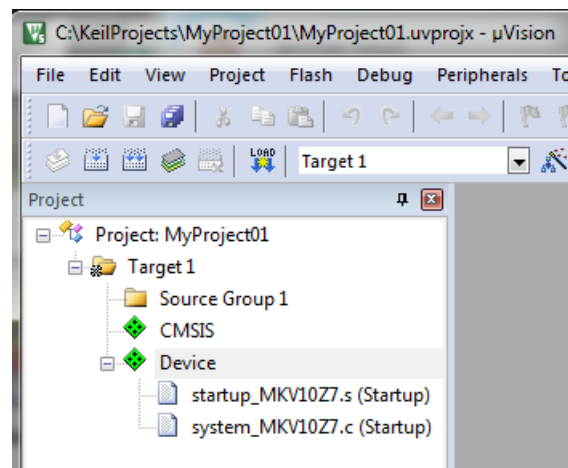 C:\KeilProjects\MyProject01\MyProject01.uvprojx - µVision
File Edit View Project Flash Debug Peripherals To
LOAD Target 1
Project
Project: MyProject01
Target 1
Source Group 1
CMSIS
Device
startup_MKV10Z7.s (Startup)
system_MKV10Z7.c (Startup)